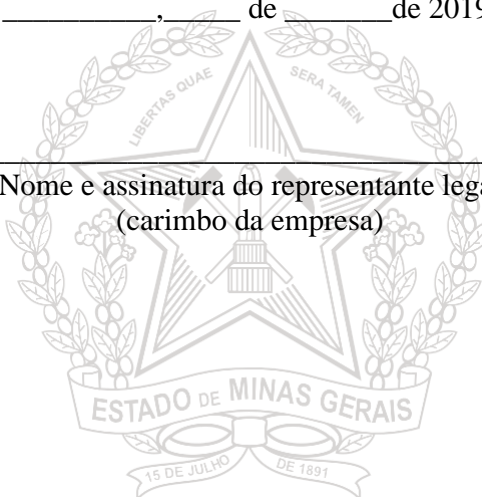 ___________,_____ de ________de 2019
LIBERTAS QUAE SERA TAMEN
Nome e assinatura do representante lega
(carimbo da empresa)
ESTADO DE MINAS GERAIS
15 DE JULHO DE 1891